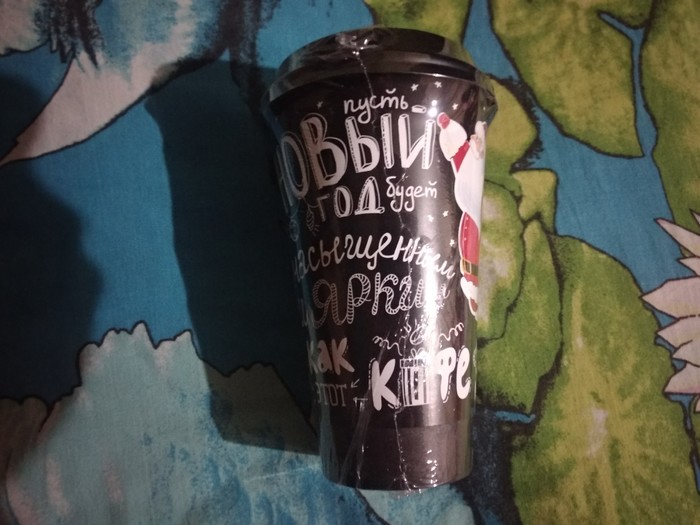 пусть
новый
год будет
насыщенным
и ярким
как
этот кофе